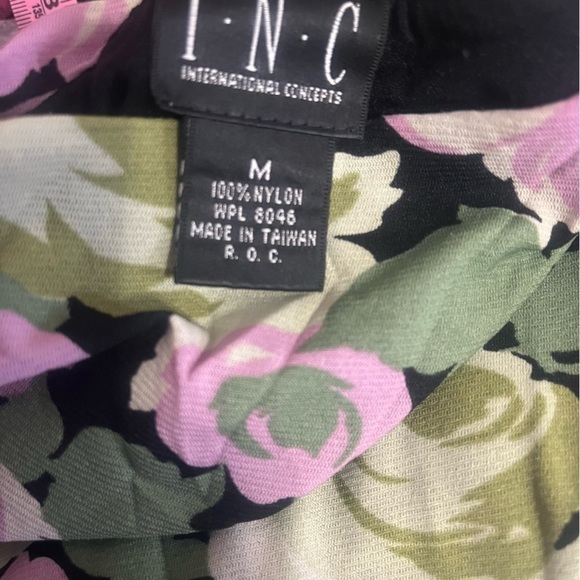 I·N·C
INTERNATIONAL CONCEPTS
M
100% NYLON
WPL 8046
MADE IN TAIWAN
R. O. C.